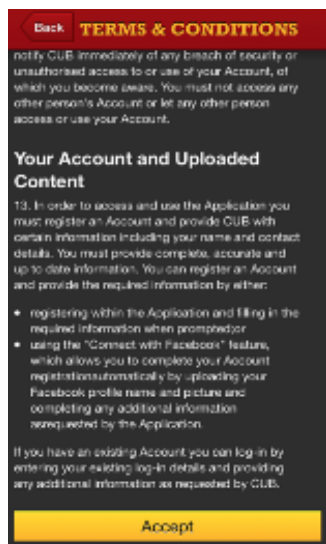 Back
TERMS & CONDITIONS
notify CUB immediately of any breach of security or
unauthorised access to or use of your Account, of
which you become aware. You must not access any
other person's Account or let any other person
access or use your Account.
Your Account and Uploaded
Content
13. In order to access and use the Application you
must register an Account and provide CUB with
certain information including your name and contact
details. You must provide complete, accurate and
up to date information. You can register an Account
and provide the required information by either:
• registering within the Application and filling in the
required information when prompted;or
• using the "Connect with Facebook" feature,
which allows you to complete your Account
registrationautomatically by uploading your
Facebook profile name and picture and
completing any additional information
asrequested by the Application.
If you have an existing Account you can log-in by
entering your existing log-in details and providing
any additional information as requested by CUB.
Accept